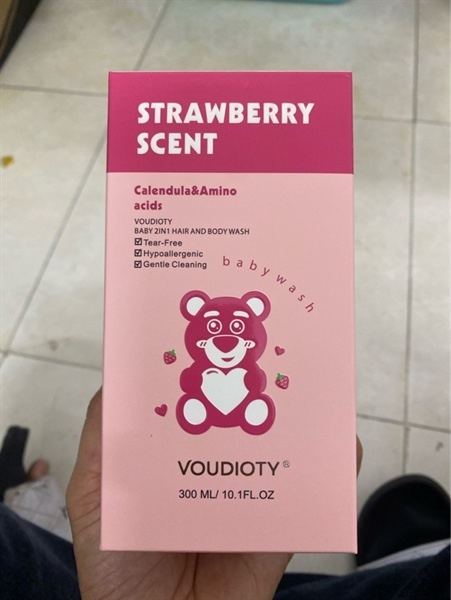 STRAWBERRY
SCENT
Calendula&Amino
acids
VOUDIOTY
BABY 2IN1 HAIR AND BODY WASH
☑Tear-Free
☑Hypoallergenic
☑Gentle Cleaning
baby wash
VOUDIOTY®
300 ML/ 10.1FL.OZ